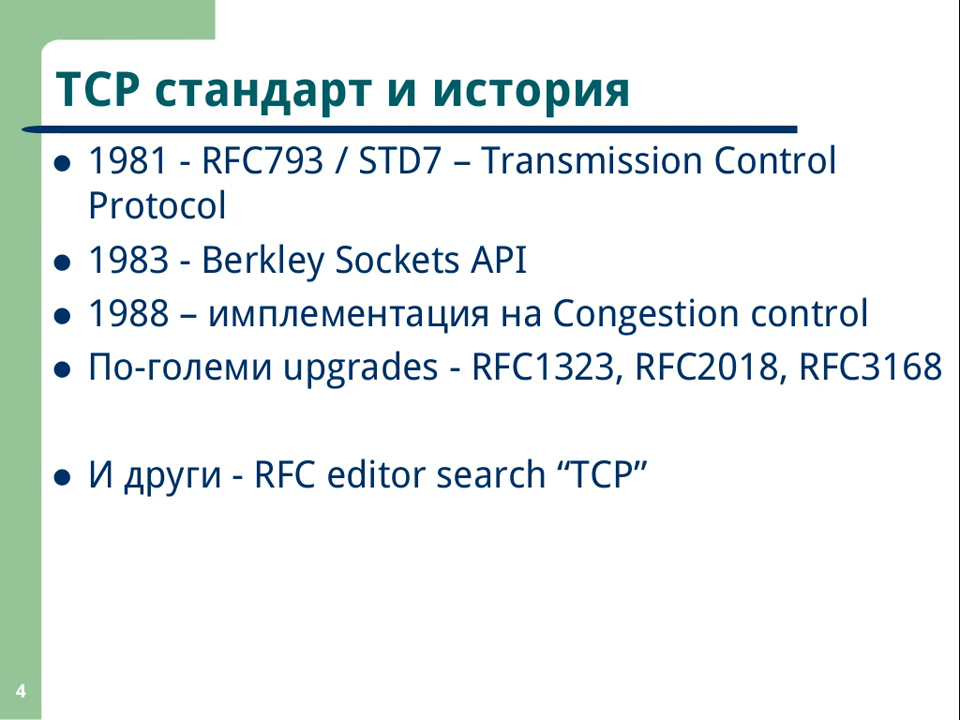 TCP стандарт и история
1981 - RFC793 / STD7 – Transmission Control
Protocol
1983 - Berkley Sockets API
1988 – имплементация на Congestion control
По-големи upgrades - RFC1323, RFC2018, RFC3168
И други - RFC editor search “TCP”
4